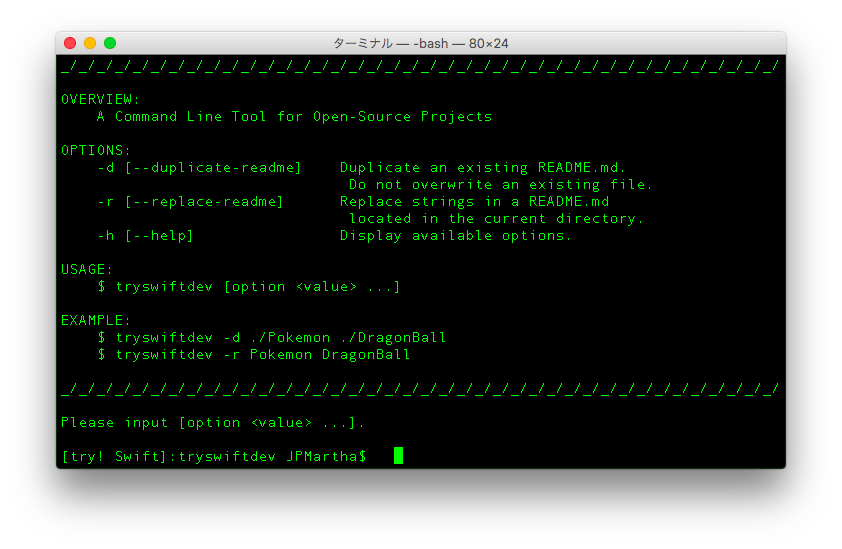 ターミナル — -bash — 80×24
_/_/_/_/_/_/_/_/_/_/_/_/_/_/_/_/_/_/_/_/_/_/_/_/_/_/_/_/_/_/_/_/_/_/_/_/_/_/_/_/
OVERVIEW:
A Command Line Tool for Open-Source Projects
OPTIONS:
-d [--duplicate-readme] Duplicate an existing README.md.
Do not overwrite an existing file.
-r [--replace-readme] Replace strings in a README.md
located in the current directory.
-h [--help] Display available options.
USAGE:
$ tryswiftdev [option <value> ...]
EXAMPLE:
$ tryswiftdev -d ./Pokemon ./DragonBall
$ tryswiftdev -r Pokemon DragonBall
_/_/_/_/_/_/_/_/_/_/_/_/_/_/_/_/_/_/_/_/_/_/_/_/_/_/_/_/_/_/_/_/_/_/_/_/_/_/_/_/
Please input [option <value> ...].
[try! Swift]:tryswiftdev JPMartha$